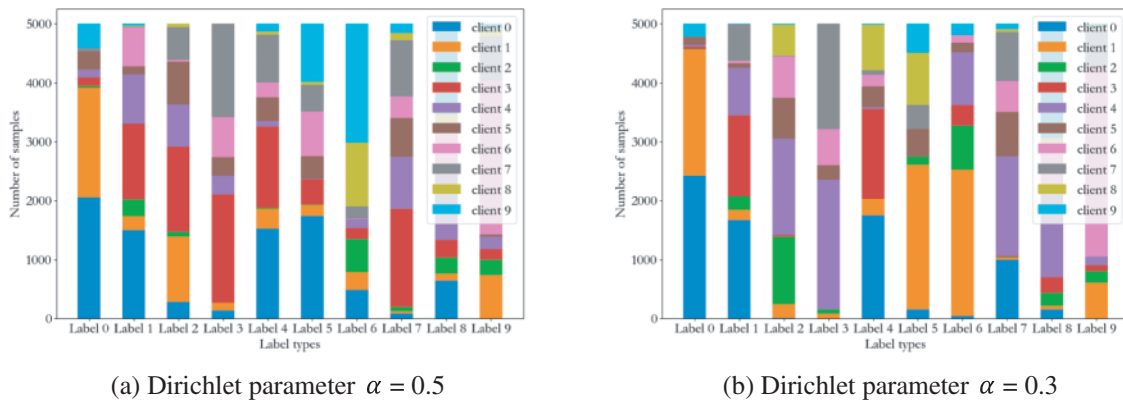 Number of samples
5000
4000
3000
2000
1000
0
client 0
client 1
client 2
client 3
client 4
client 5
client 6
client 7
client 8
client 9
Label 0 Label 1 Label 2 Label 3 Label 4 Label 5 Label 6 Label 7 Label 8 Label 9
Label types
(a) Dirichlet parameter α = 0.5
Number of samples
5000
4000
3000
2000
1000
0
client 0
client 1
client 2
client 3
client 4
client 5
client 6
client 7
client 8
client 9
Label 0 Label 1 Label 2 Label 3 Label 4 Label 5 Label 6 Label 7 Label 8 Label 9
Label types
(b) Dirichlet parameter α = 0.3